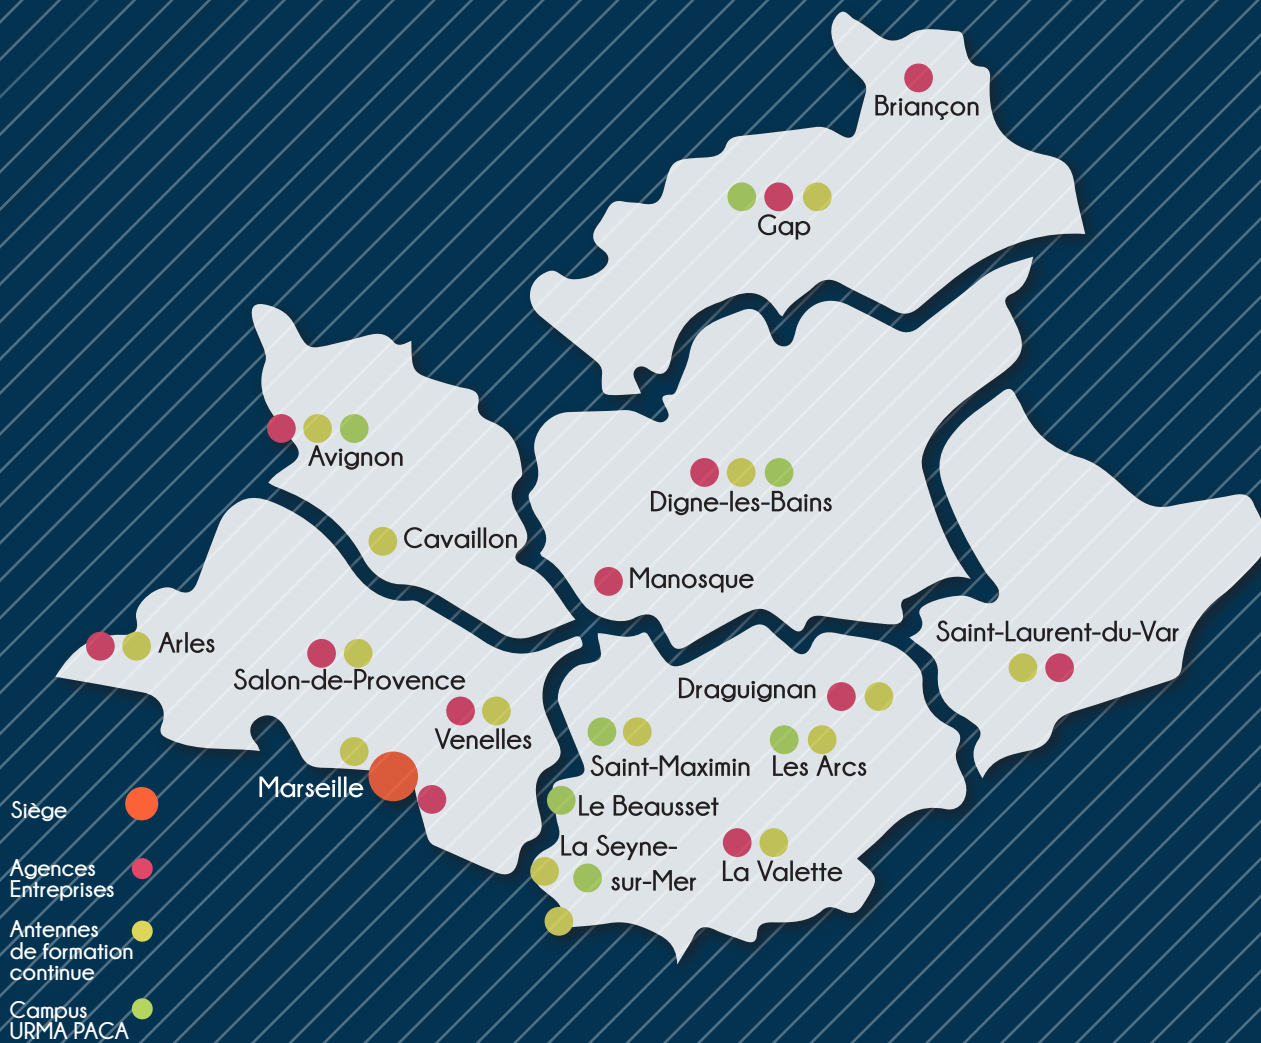 Briançon
Gap
Avignon
Digne-les-Bains
Cavaillon
Manosque
Arles
Saint-Laurent-du-Var
Salon-de-Provence
Draguignan
Venelles
Saint-Maximin
Les Arcs
Marseille
Le Beausset
La Seyne-
sur-Mer
La Valette
Siège
Agences
Entreprises
Antennes
de formation
continue
Campus
URMA PACA